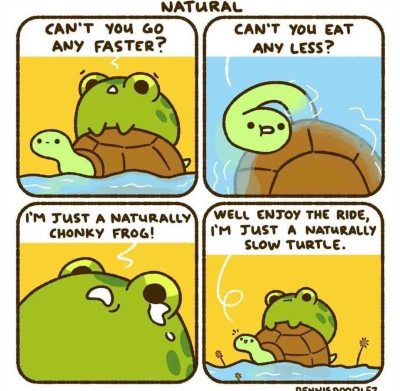 NATURAL
CAN'T YOU GO
ANY FASTER?
CAN'T YOU EAT
ANY LESS?
I'M JUST A NATURALLY
CHONKY FROG!
WELL ENJOY THE RIDE,
I'M JUST A NATURALLY
SLOW TURTLE.